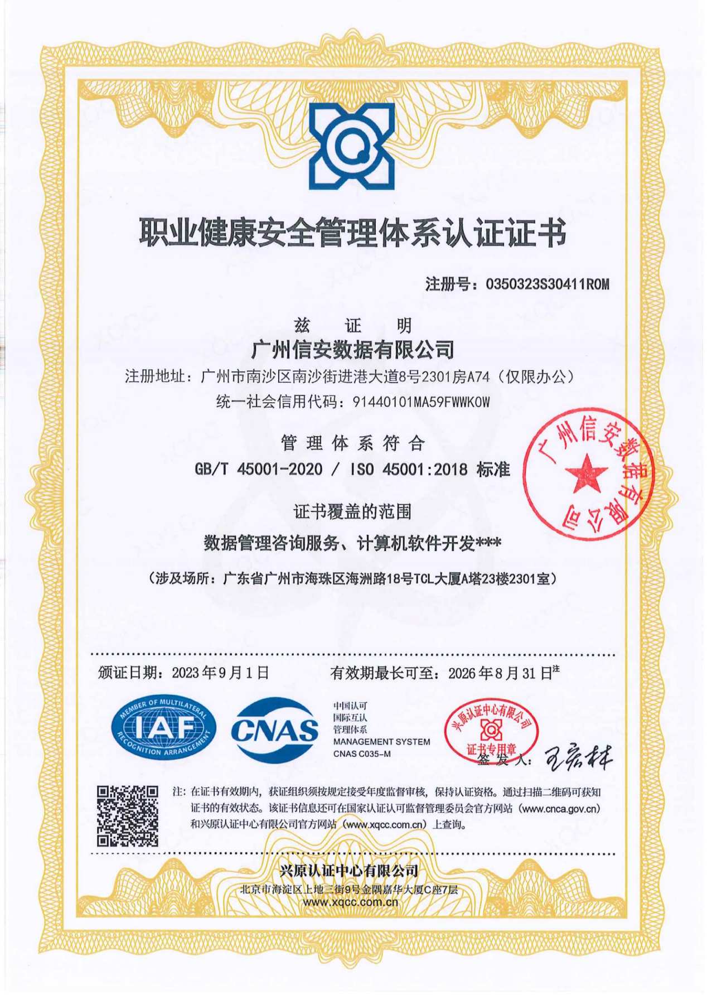 职业健康安全管理体系认证证书
注册号：0350323S30411R0M
兹 证 明
广州信安数据有限公司
注册地址：广州市南沙区南沙街进港大道8号2301房A74（仅限办公）
统一社会信用代码：91440101MA59FWWK0W
管 理 体 系 符 合
GB/T 45001-2020 / ISO 45001:2018 标准
广州信安数据有限公司
证书覆盖的范围
数据管理咨询服务、计算机软件开发***
（涉及场所：广东省广州市海珠区海洲路18号TCL大厦A塔23楼2301室）
颁证日期：2023年9月1日
有效期最长可至：2026年8月31日注
MEMBER OF MULTILATERAL
IAF
RECOGNITION ARRANGEMENT
CNAS
中国认可
国际互认
管理体系
MANAGEMENT SYSTEM
CNAS C035-M
兴原认证中心有限公司
证书专用章
签 发 人：
注：在证书有效期内，获证组织须按规定接受年度监督审核，保持认证资格。通过扫描二维码可获知
证书的有效状态。该证书信息还可在国家认证认可监督管理委员会官方网站（www.cnca.gov.cn）
和兴原认证中心有限公司官方网站（www.xqcc.com.cn）上查询。
兴原认证中心有限公司
北京市海淀区上地三街9号金隅嘉华大厦C座7层
www.xqcc.com.cn